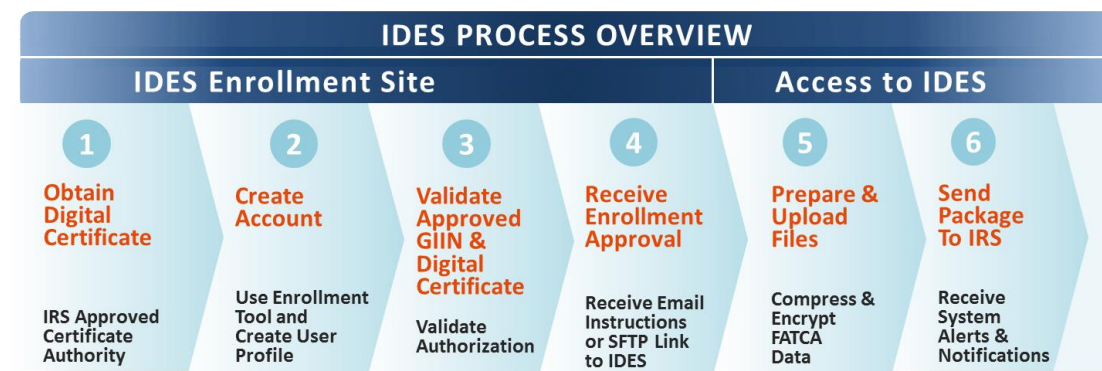 IDES PROCESS OVERVIEW
IDES Enrollment Site
Access to IDES
1
Obtain
Digital
Certificate
IRS Approved
Certificate
Authority
2
Create
Account
Use Enrollment
Tool and
Create User
Profile
3
Validate
Approved
GIIN &
Digital
Certificate
Validate
Authorization
4
Receive
Enrollment
Approval
Receive Email
Instructions
or SFTP Link
to IDES
5
Prepare &
Upload
Files
Compress &
Encrypt
FATCA
Data
6
Send
Package
To IRS
Receive
System
Alerts &
Notifications